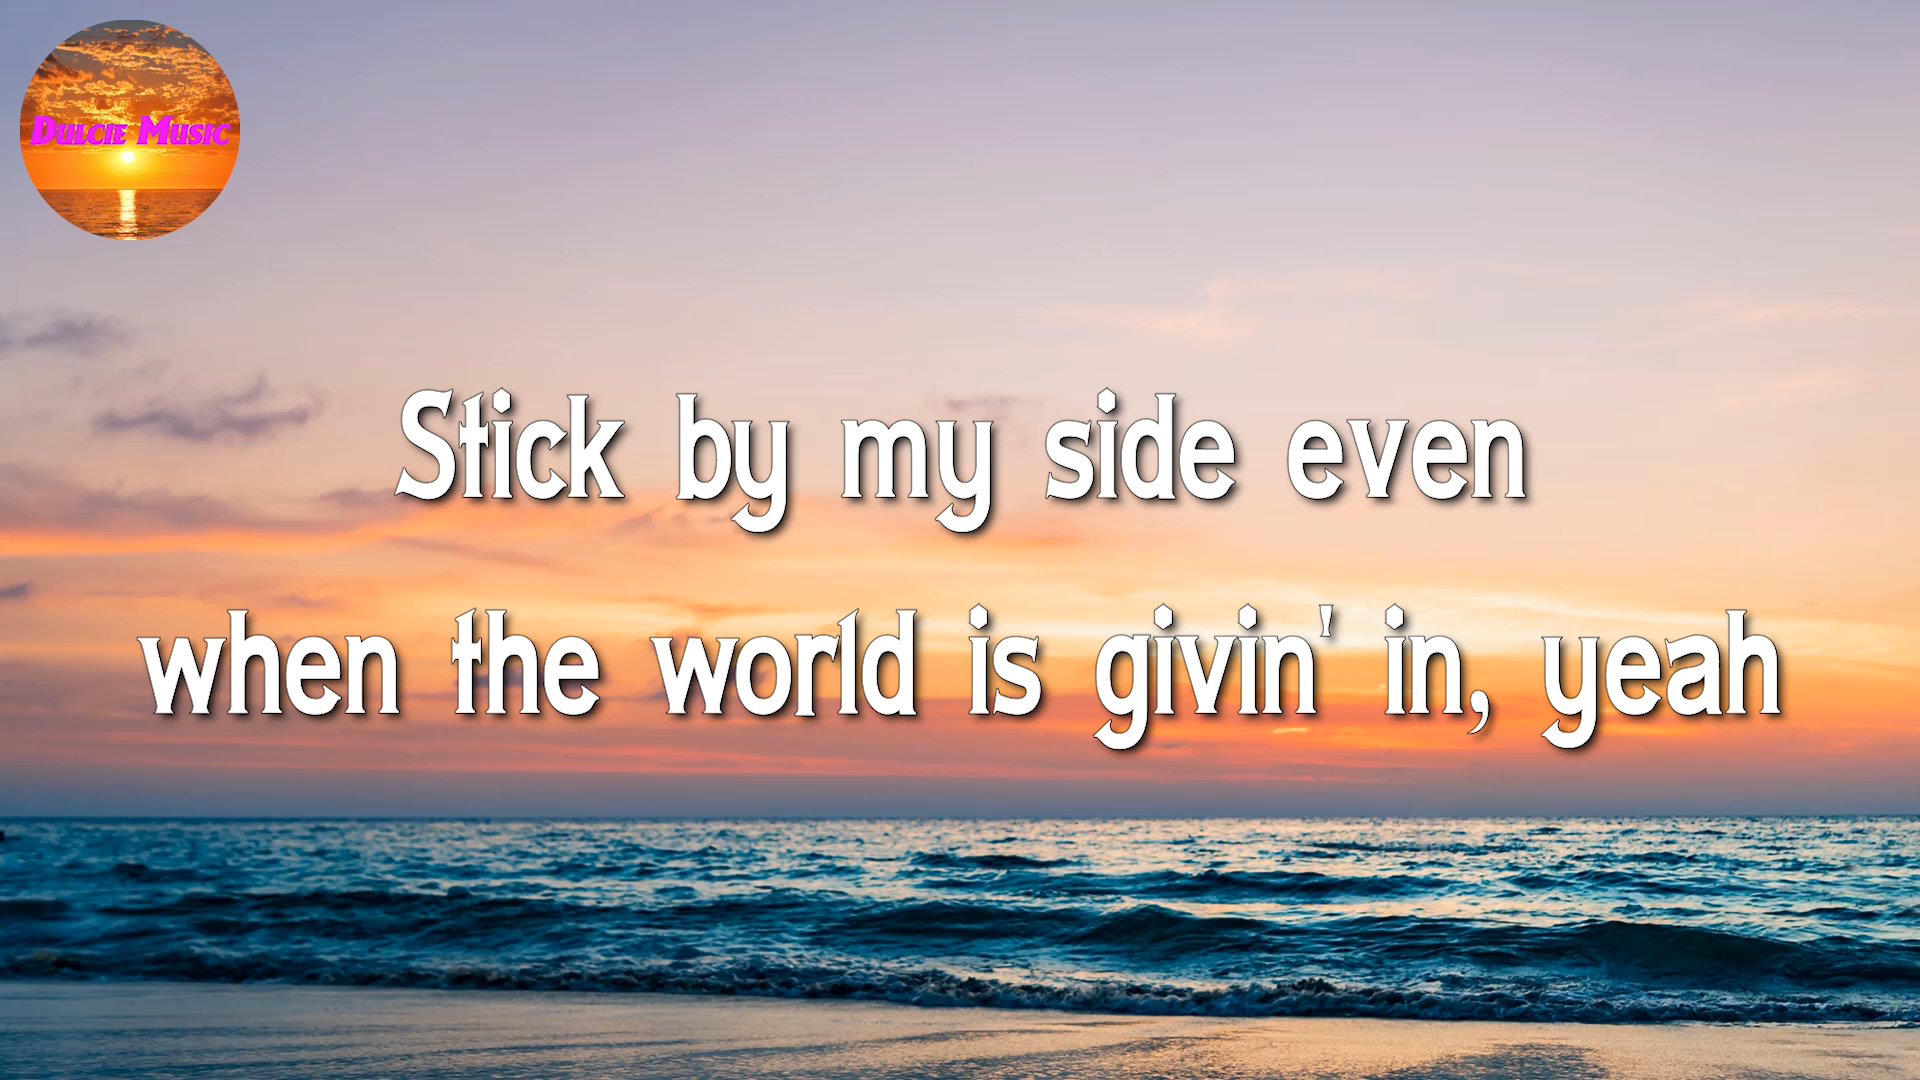 Dulcie Music
Stick by my side even
when the world is givin' in, yeah